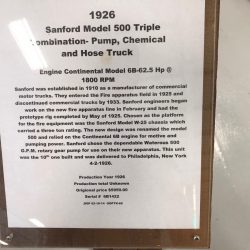 1926
Sanford Model 500 Triple
Combination- Pump, Chemical
and Hose Truck
Engine Continental Model 6B-62.5 Hp @
1800 RPM
Sanford was established in 1910 as a manufacturer of commercial
motor trucks. They entered the Fire apparatus field in 1925 and
discontinued commercial trucks by 1933. Sanford engineers began
work on the new fire apparatus line in February and had the
prototype rig completed by May of 1925. Chosen as the platform
for the fire equipment was the Sanford Model W-25 chassis which
carried a three ton rating. The new design was renamed the model
500 and relied on the Continental 6B engine for motive and
pumping power. Sanford chose the dependable Waterous 500
G.P.M. rotary gear pump for use on their new apparatus. This unit
was the 10th one built and was delivered to Philadelphia, New York
4-2-1926.
Production Year 1926
Production total Unknown
Origional price $5950.00
Serial # 6B1422